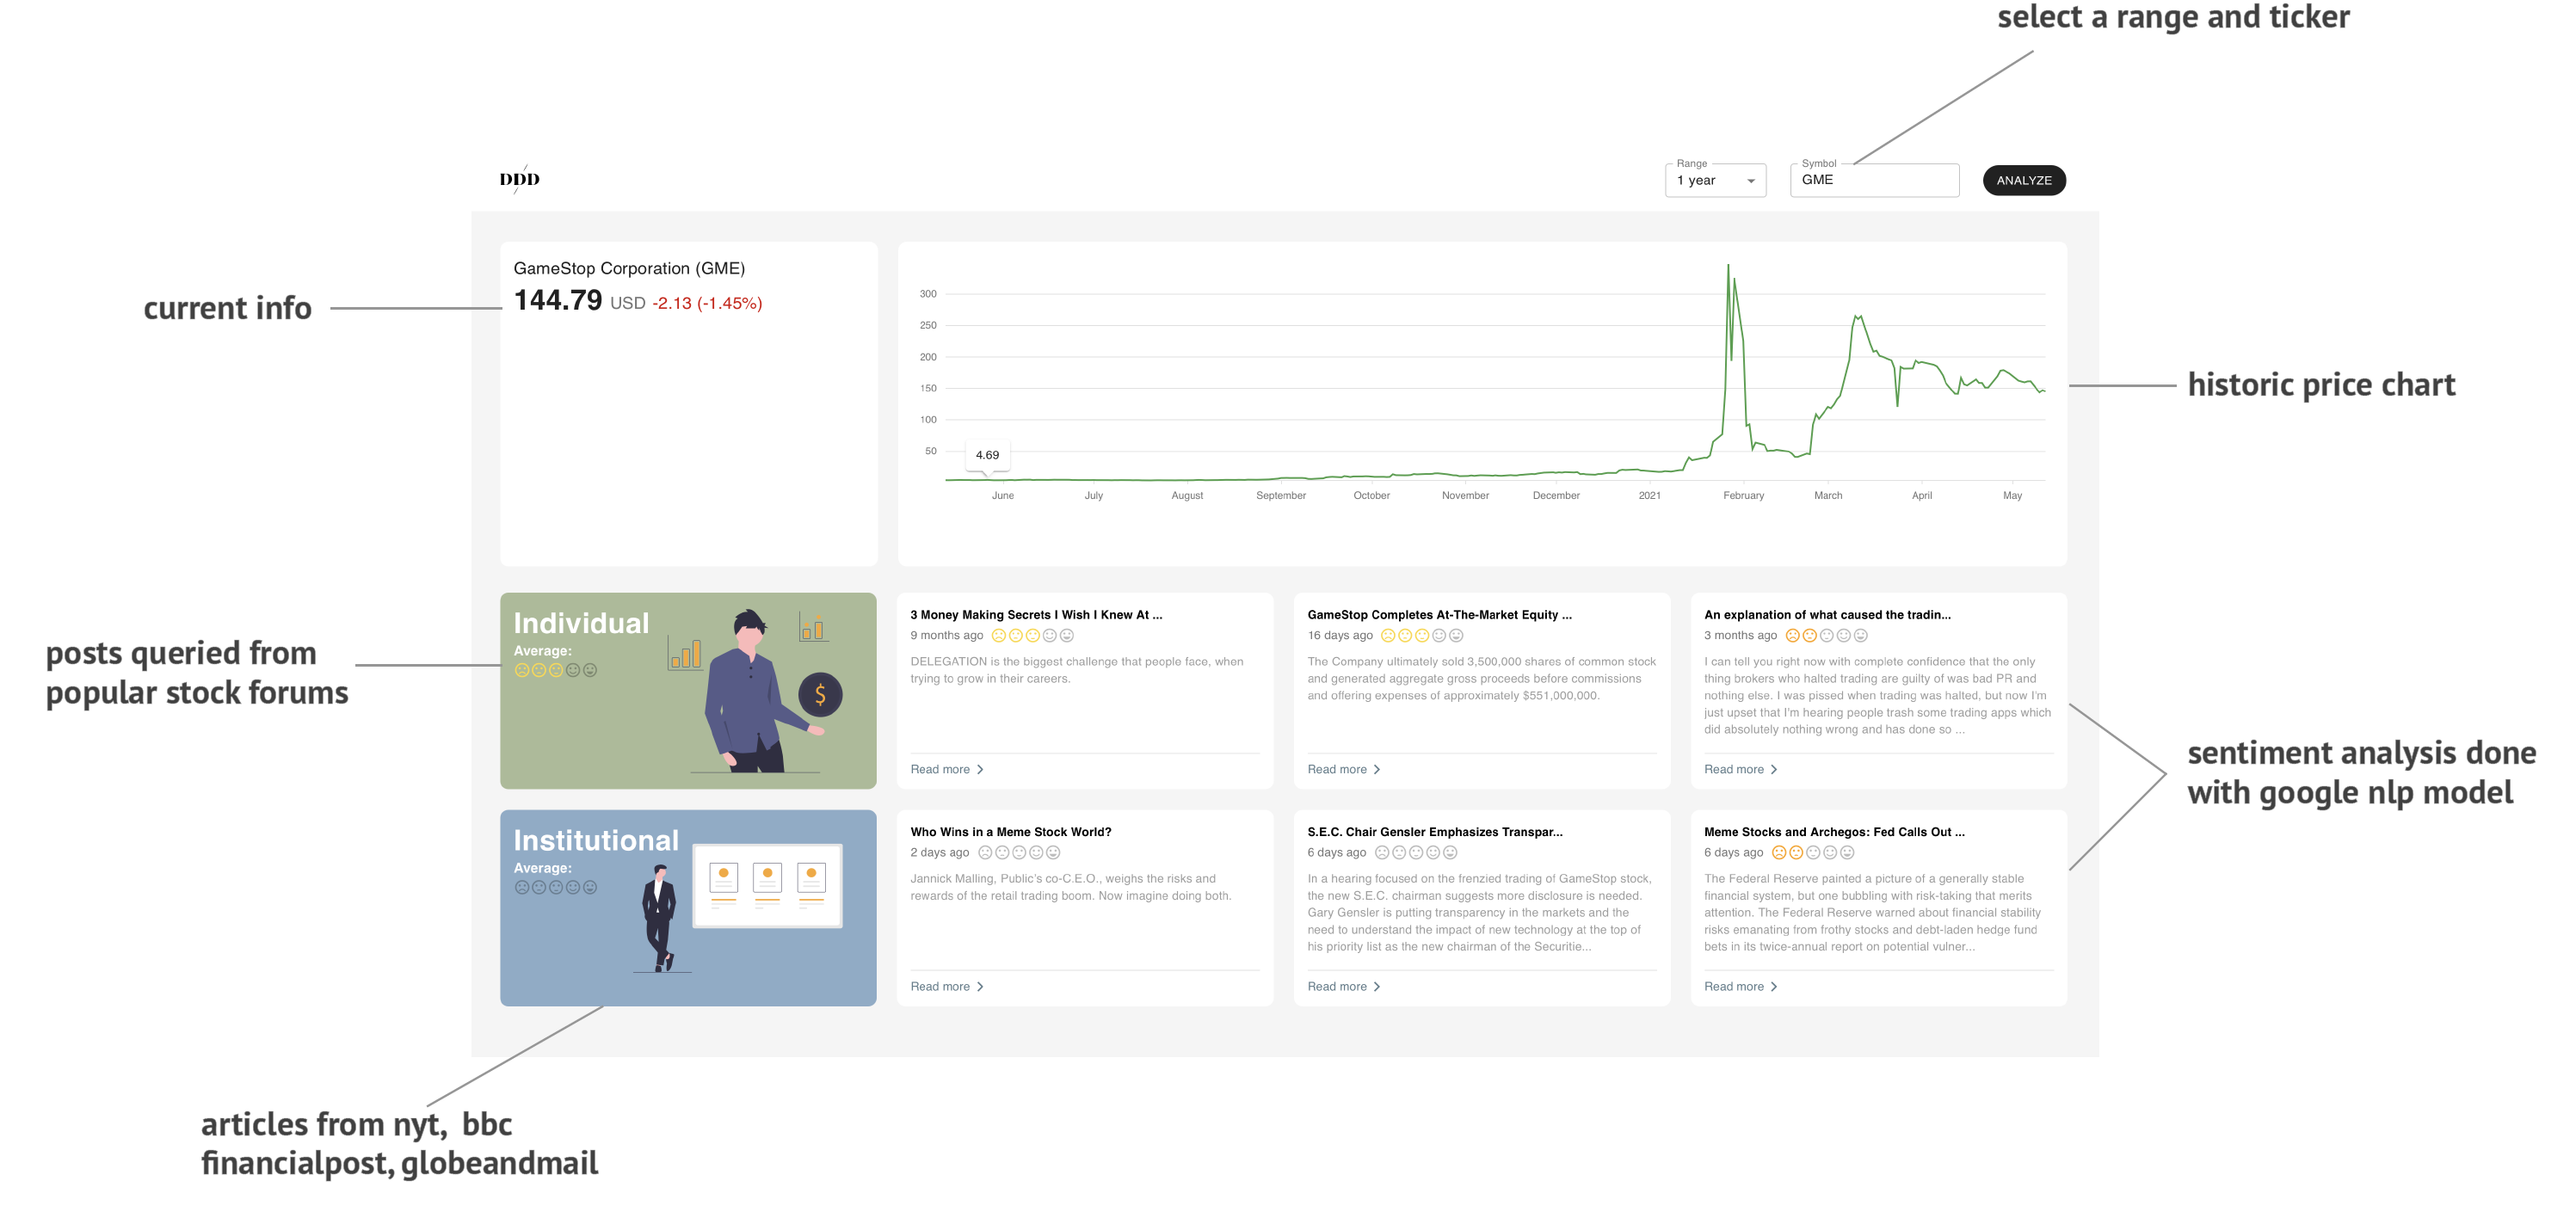 select a range and ticker
DDD
Range
1 year
Symbol
GME
ANALYZE
current info
GameStop Corporation (GME)
144.79 USD -2.13 (-1.45%)
300
250
200
150
100
50
4.69
June July August September October November December 2021 February March April May
historic price chart
posts queried from
popular stock forums
Individual
Average:
$
3 Money Making Secrets I Wish I Knew At ...
9 months ago
DELEGATION is the biggest challenge that people face, when
trying to grow in their careers.
Read more
GameStop Completes At-The-Market Equity ...
16 days ago
The Company ultimately sold 3,500,000 shares of common stock
and generated aggregate gross proceeds before commissions
and offering expenses of approximately $551,000,000.
Read more
An explanation of what caused the tradin...
3 months ago
I can tell you right now with complete confidence that the only
thing brokers who halted trading are guilty of was bad PR and
nothing else. I was pissed when trading was halted, but now I'm
just upset that I'm hearing people trash some trading apps which
did absolutely nothing wrong and has done so ...
Read more
sentiment analysis done
with google nlp model
Institutional
Average:
Who Wins in a Meme Stock World?
2 days ago
Jannick Malling, Public's co-C.E.O., weighs the risks and
rewards of the retail trading boom. Now imagine doing both.
Read more
S.E.C. Chair Gensler Emphasizes Transpar...
6 days ago
In a hearing focused on the frenzied trading of GameStop stock,
the new S.E.C. chairman suggests more disclosure is needed.
Gary Gensler is putting transparency in the markets and the
need to understand the impact of new technology at the top of
his priority list as the new chairman of the Securitie...
Read more
Meme Stocks and Archegos: Fed Calls Out ...
6 days ago
The Federal Reserve painted a picture of a generally stable
financial system, but one bubbling with risk-taking that merits
attention. The Federal Reserve warned about financial stability
risks emanating from frothy stocks and debt-laden hedge fund
bets in its twice-annual report on potential vulner...
Read more
articles from nyt, bbc
financialpost, globeandmail